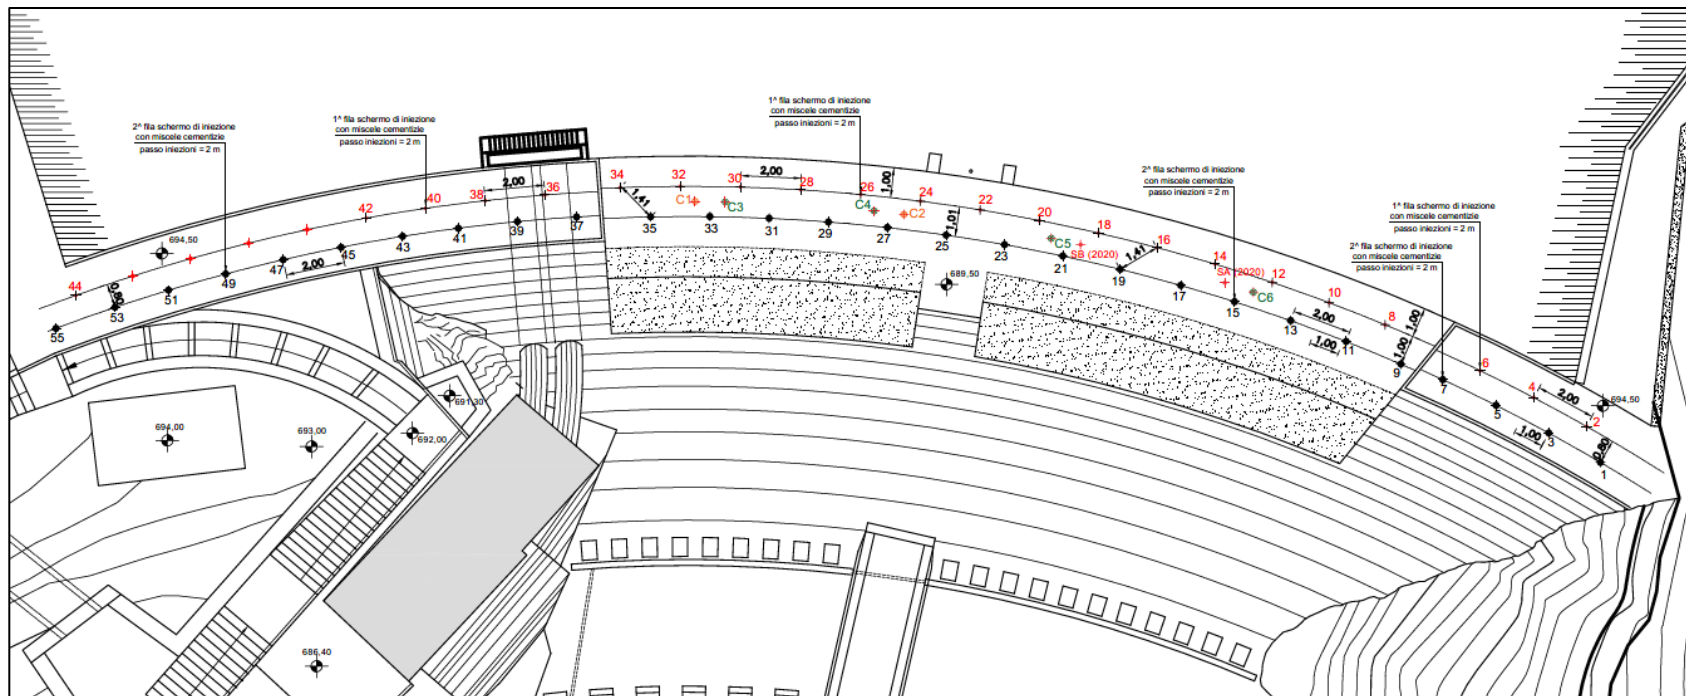 2^ fila schermo di iniezione
con miscele cementizie
passo iniezioni = 2 m
1^ fila schermo di iniezione
con miscele cementizie
passo iniezioni = 2 m
1^ fila schermo di iniezione
con miscele cementizie
passo iniezioni = 2 m
2^ fila schermo di iniezione
con miscele cementizie
passo iniezioni = 2 m
1^ fila schermo di iniezione
con miscele cementizie
passo iniezioni = 2 m
2^ fila schermo di iniezione
con miscele cementizie
passo iniezioni = 2 m
44
42
40
38
36
34
32
30
28
26
24
22
20
18
16
14
12
10
8
6
4
2
55
53
51
49
47
45
43
41
39
37
35
33
31
29
27
25
23
21
19
17
15
13
11
9
7
5
3
1
C1
C3
C4
C2
C5
SB (2020)
SA (2020)
C6
2,00
2,00
2,00
1,00
1,41
1,01
1,41
2,00
1,00
1,00
1,00
2,00
1,00
0,80
694,50
689,50
694,50
691,30
692,00
693,00
694,00
686,40